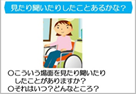 見たり聞いたりしたことあるかな？
○こういう場面を見たり聞いたり
したことがありますか？
○それはいつ？どんなところ？